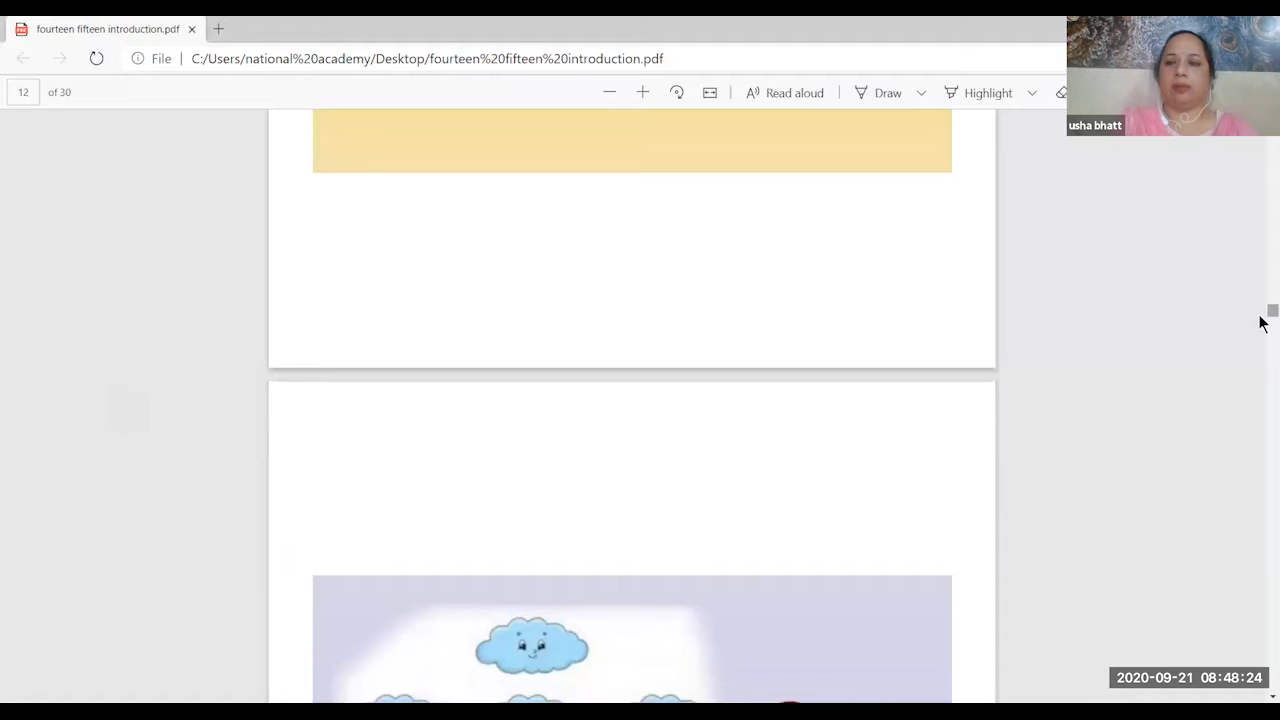 fourteen fifteen introduction.pdf
File
C:/Users/national%20academy/Desktop/fourteen%20fifteen%20introduction.pdf
12 of 30
Read aloud
Draw
Highlight
usha bhatt
2020-09-21 08:48:24